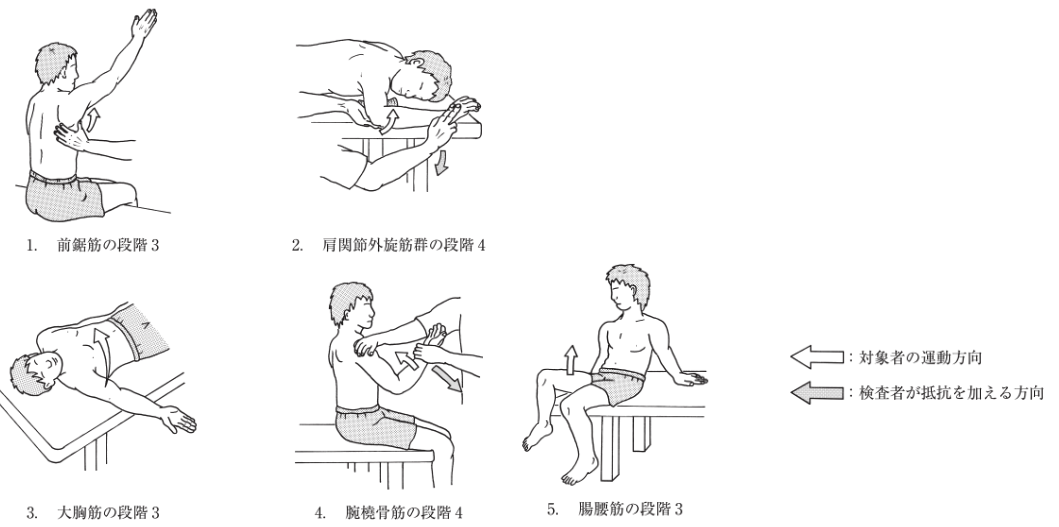 1. 前鋸筋の段階3
2. 肩関節外旋筋群の段階4
3. 大胸筋の段階3
4. 腕橈骨筋の段階4
5. 腸腰筋の段階3
：対象者の運動方向
：検査者が抵抗を加える方向